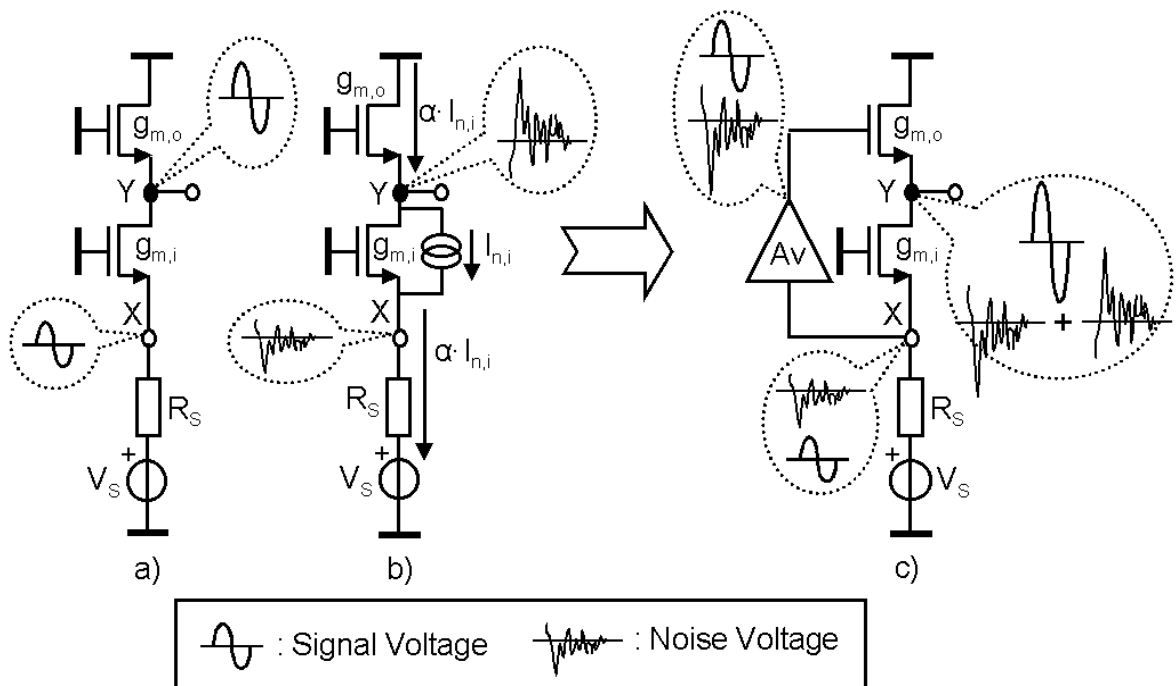 g_m,o
Y
g_m,i
X
R_S
+
V_S
a)
g_m,o
α· I_n,i
Y
g_m,i
I_n,i
X
α· I_n,i
R_S
+
V_S
b)
g_m,o
Y
g_m,i
Av
X
+
R_S
+
V_S
c)
: Signal Voltage
: Noise Voltage